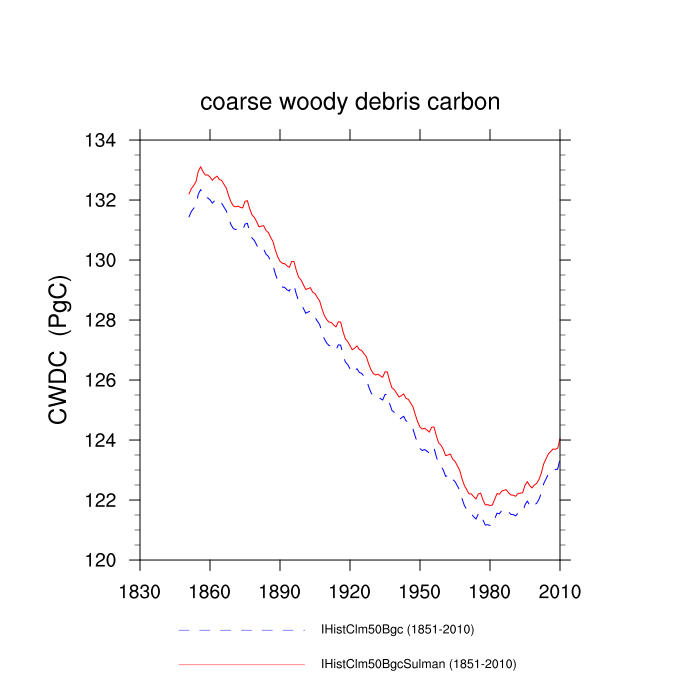 coarse woody debris carbon
CWDC (PgC)
134
132
130
128
126
124
122
120
1830 1860 1890 1920 1950 1980 2010
IHistClm50Bgc (1851-2010)
IHistClm50BgcSulman (1851-2010)